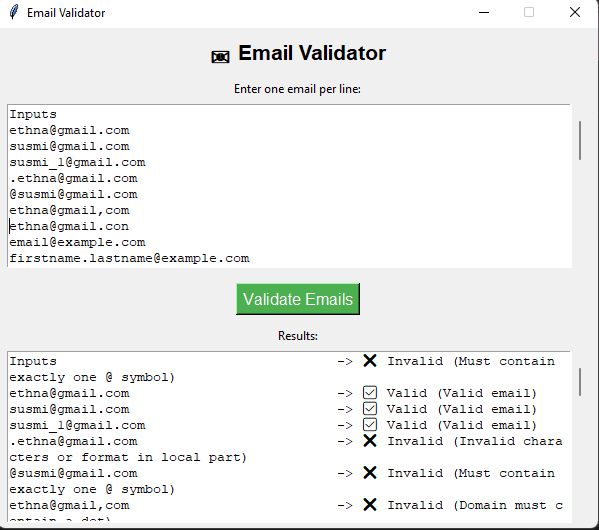 Email Validator
Email Validator
Enter one email per line:
Inputs
ethna@gmail.com
susmi@gmail.com
susmi_1@gmail.com
.ethna@gmail.com
@susmi@gmail.com
ethna@gmail,com
ethna@gmail.con
email@example.com
firstname.lastname@example.com
Validate Emails
Results:
Inputs -> ❌ Invalid (Must contain
exactly one @ symbol)
ethna@gmail.com -> ☑ Valid (Valid email)
susmi@gmail.com -> ☑ Valid (Valid email)
susmi_1@gmail.com -> ☑ Valid (Valid email)
.ethna@gmail.com -> ❌ Invalid (Invalid chara
cters or format in local part)
@susmi@gmail.com -> ❌ Invalid (Must contain
exactly one @ symbol)
ethna@gmail,com -> ❌ Invalid (Domain must c
ontain a dot)